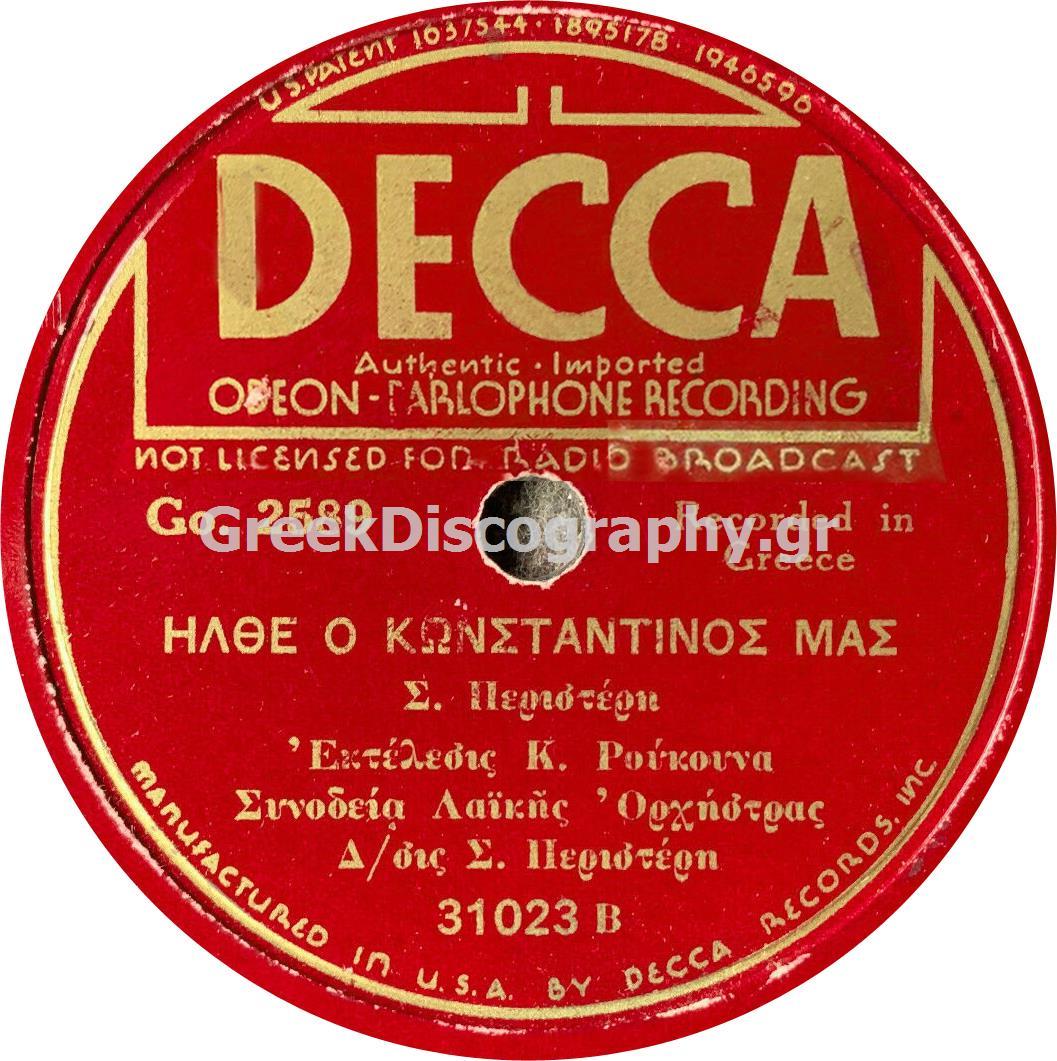 U.S. PATENT 1637544 · 1895178 · 1946596
DECCA
Authentic · Imported
ODEON - PARLOPHONE RECORDING
NOT LICENSED FOR RADIO BROADCAST
Go. 2589
Recorded in
Greece
GreekDiscography.gr
ΗΛΘΕ Ο ΚΩΝΣΤΑΝΤΙΝΟΣ ΜΑΣ
Σ. Περιστέρη
Ἐκτέλεσις Κ. Ρούκουνα
Συνοδεία Λαϊκῆς Ὀρχήστρας
Δ/σις Σ. Περιστέρη
31023 B
MANUFACTURED IN U.S.A. BY DECCA RECORDS, INC